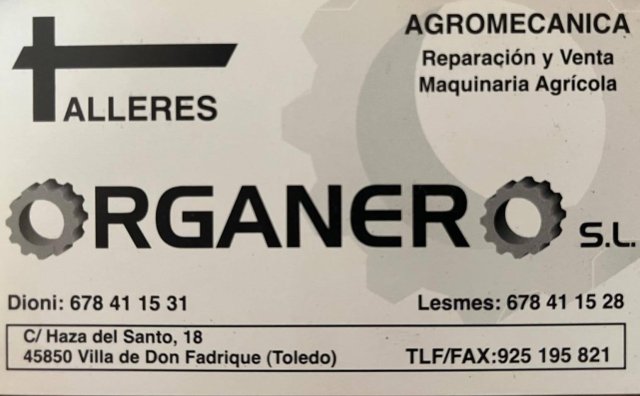 TALLERES
AGROMECANICA
Reparación y Venta
Maquinaria Agrícola
ORGANERO S.L.
Dioni: 678 41 15 31
Lesmes: 678 41 15 28
C/ Haza del Santo, 18
45850 Villa de Don Fadrique (Toledo)
TLF/FAX:925 195 821